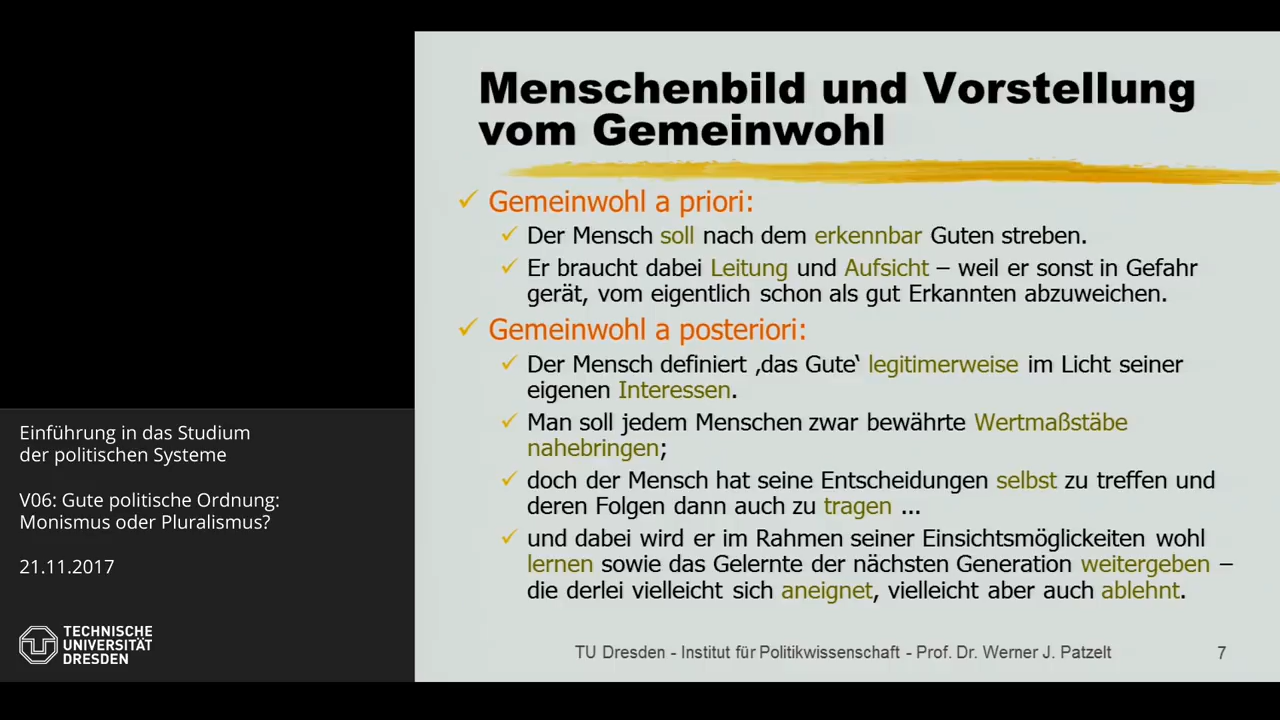 Menschenbild und Vorstellung
vom Gemeinwohl
Gemeinwohl a priori:
Der Mensch soll nach dem erkennbar Guten streben.
Er braucht dabei Leitung und Aufsicht – weil er sonst in Gefahr
gerät, vom eigentlich schon als gut Erkannten abzuweichen.
Gemeinwohl a posteriori:
Der Mensch definiert ‚das Gute‘ legitimerweise im Licht seiner
eigenen Interessen.
Man soll jedem Menschen zwar bewährte Wertmaßstäbe
nahebringen;
doch der Mensch hat seine Entscheidungen selbst zu treffen und
deren Folgen dann auch zu tragen ...
und dabei wird er im Rahmen seiner Einsichtsmöglickeiten wohl
lernen sowie das Gelernte der nächsten Generation weitergeben –
die derlei vielleicht sich aneignet, vielleicht aber auch ablehnt.
TU Dresden - Institut für Politikwissenschaft - Prof. Dr. Werner J. Patzelt 7
Einführung in das Studium
der politischen Systeme
V06: Gute politische Ordnung:
Monismus oder Pluralismus?
21.11.2017
TECHNISCHE
UNIVERSITÄT
DRESDEN